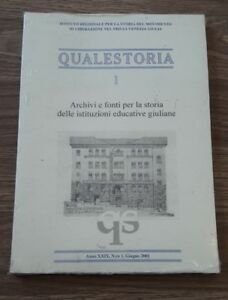 ISTITUTO REGIONALE PER LA STORIA DEL MOVIMENTO
DI LIBERAZIONE NEL FRIULI-VENEZIA GIULIA
QUALESTORIA
1
Archivi e fonti per la storia
delle istituzioni educative giuliane
qs
Anno XXIX, N.ro 1, Giugno 2001